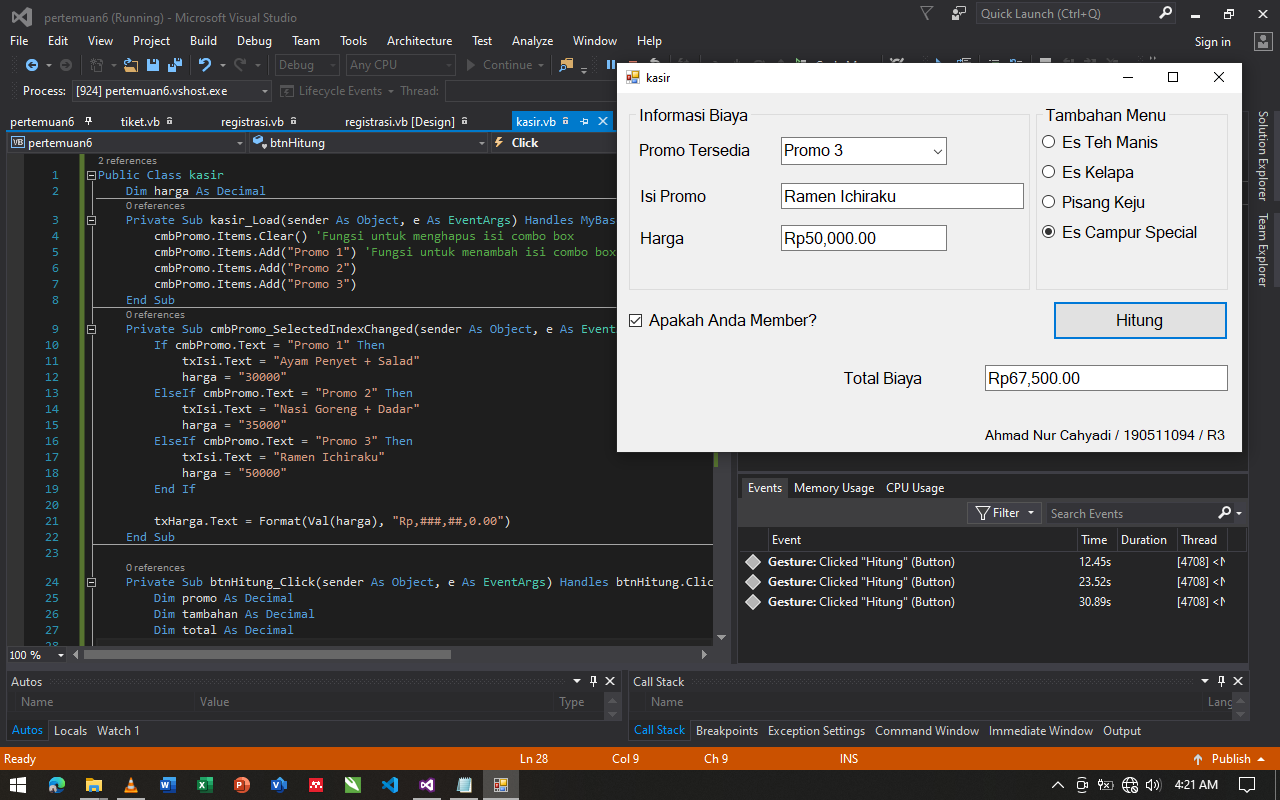 pertemuan6 (Running) - Microsoft Visual Studio
Quick Launch (Ctrl+Q)
File Edit View Project Build Debug Team Tools Architecture Test Analyze Window Help
Sign in
Debug Any CPU Continue
Process: [924] pertemuan6.vshost.exe Lifecycle Events Thread:
pertemuan6 tiket.vb registrasi.vb registrasi.vb [Design] kasir.vb
pertemuan6 btnHitung Click
2 references
1 Public Class kasir
2 Dim harga As Decimal
0 references
3 Private Sub kasir_Load(sender As Object, e As EventArgs) Handles MyBas
4 cmbPromo.Items.Clear() 'Fungsi untuk menghapus isi combo box
5 cmbPromo.Items.Add("Promo 1") 'Fungsi untuk menambah isi combo box
6 cmbPromo.Items.Add("Promo 2")
7 cmbPromo.Items.Add("Promo 3")
8 End Sub
0 references
9 Private Sub cmbPromo_SelectedIndexChanged(sender As Object, e As Event
10 If cmbPromo.Text = "Promo 1" Then
11 txIsi.Text = "Ayam Penyet + Salad"
12 harga = "30000"
13 ElseIf cmbPromo.Text = "Promo 2" Then
14 txIsi.Text = "Nasi Goreng + Dadar"
15 harga = "35000"
16 ElseIf cmbPromo.Text = "Promo 3" Then
17 txIsi.Text = "Ramen Ichiraku"
18 harga = "50000"
19 End If
20
21 txHarga.Text = Format(Val(harga), "Rp,###,##,0.00")
22 End Sub
23
0 references
24 Private Sub btnHitung_Click(sender As Object, e As EventArgs) Handles btnHitung.Clic
25 Dim promo As Decimal
26 Dim tambahan As Decimal
27 Dim total As Decimal
28
100 %
kasir
Informasi Biaya
Promo Tersedia Promo 3
Isi Promo Ramen Ichiraku
Harga Rp50,000.00
Tambahan Menu
Es Teh Manis
Es Kelapa
Pisang Keju
Es Campur Special
Apakah Anda Member?
Hitung
Total Biaya Rp67,500.00
Ahmad Nur Cahyadi / 190511094 / R3
Solution Explorer
Team Explorer
Events Memory Usage CPU Usage
Filter Search Events
Event Time Duration Thread
Gesture: Clicked "Hitung" (Button) 12.45s [4708] <N
Gesture: Clicked "Hitung" (Button) 23.52s [4708] <N
Gesture: Clicked "Hitung" (Button) 30.89s [4708] <N
Autos
Name Value Type
Autos Locals Watch 1
Call Stack
Name Lang
Call Stack Breakpoints Exception Settings Command Window Immediate Window Output
Ready Ln 28 Col 9 Ch 9 INS Publish
4:21 AM